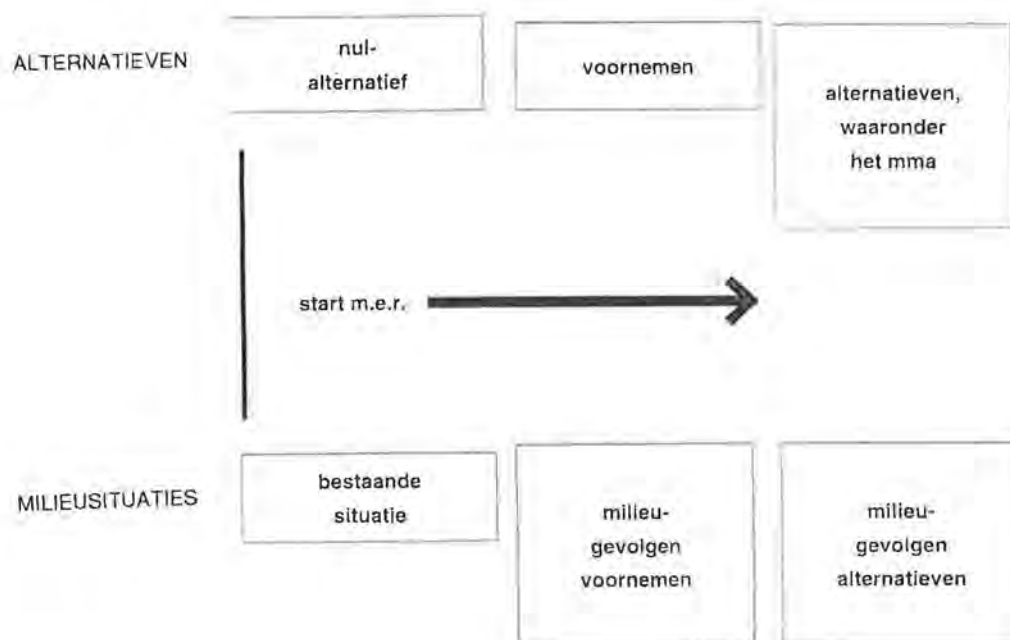 ALTERNATIEVEN
nul-
alternatief
voornemen
alternatieven,
waaronder
het mma
start m.e.r.
MILIEUSITUATIES
bestaande
situatie
milieu-
gevolgen
voornemen
milieu-
gevolgen
alternatieven